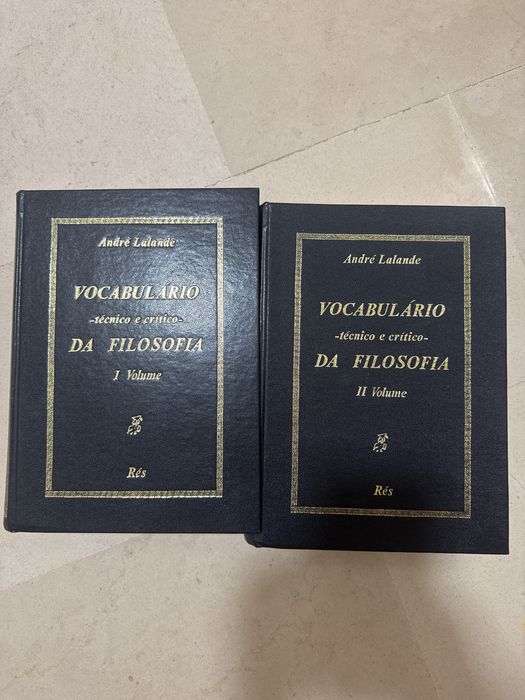 André Lalande
VOCABULÁRIO
-técnico e crítico-
DA FILOSOFIA
I Volume
Rés
André Lalande
VOCABULÁRIO
-técnico e crítico-
DA FILOSOFIA
II Volume
Rés